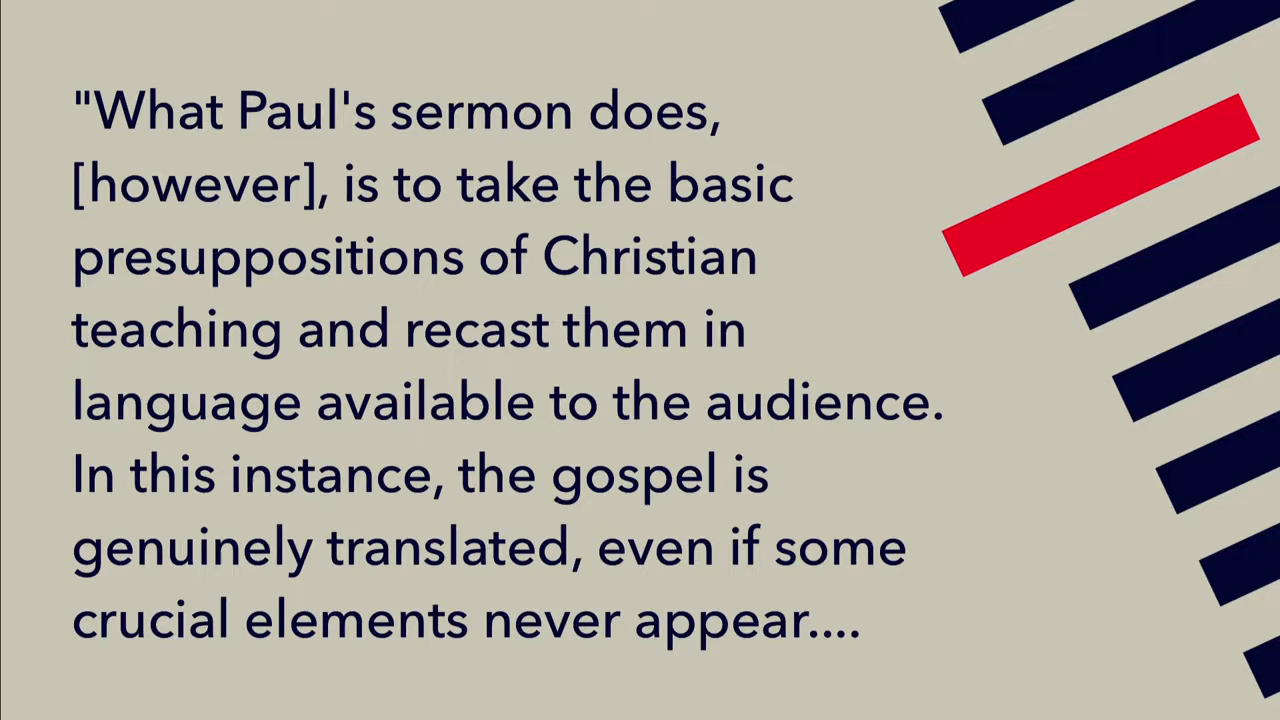 "What Paul's sermon does,
[however], is to take the basic
presuppositions of Christian
teaching and recast them in
language available to the audience.
In this instance, the gospel is
genuinely translated, even if some
crucial elements never appear....